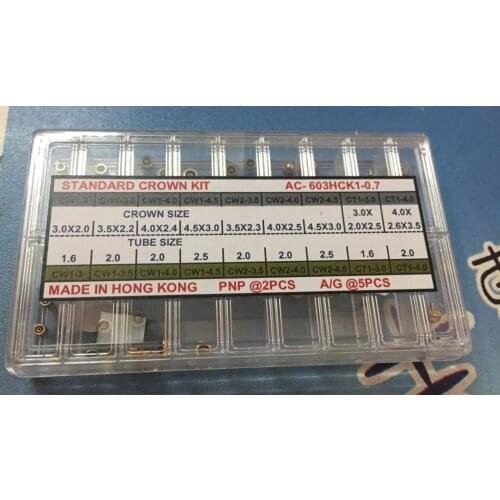 STANDARD CROWN KIT AC- 603HCK1-0.7
CW1-3 CW1-3.5 CW1-4.0 CW1-4.5 CW2-3.5 CW2-4.0 CW2-4.5 CT1-3.0 CT1-4.0
CROWN SIZE 3.0X 4.0X
3.0X2.0 3.5X2.2 4.0X2.4 4.5X3.0 3.5X2.3 4.0X2.5 4.5X3.0 2.0X2.5 2.6X3.5
TUBE SIZE
1.6 2.0 2.0 2.5 2.0 2.0 2.5 1.6 2.0
CW1-3 CW1-3.5 CW1-4.0 CW1-4.5 CW2-3.5 CW2-4.0 CW2-4.5 CT1-3.0 CT1-4.0
MADE IN HONG KONG PNP @2PCS A/G @5PCS